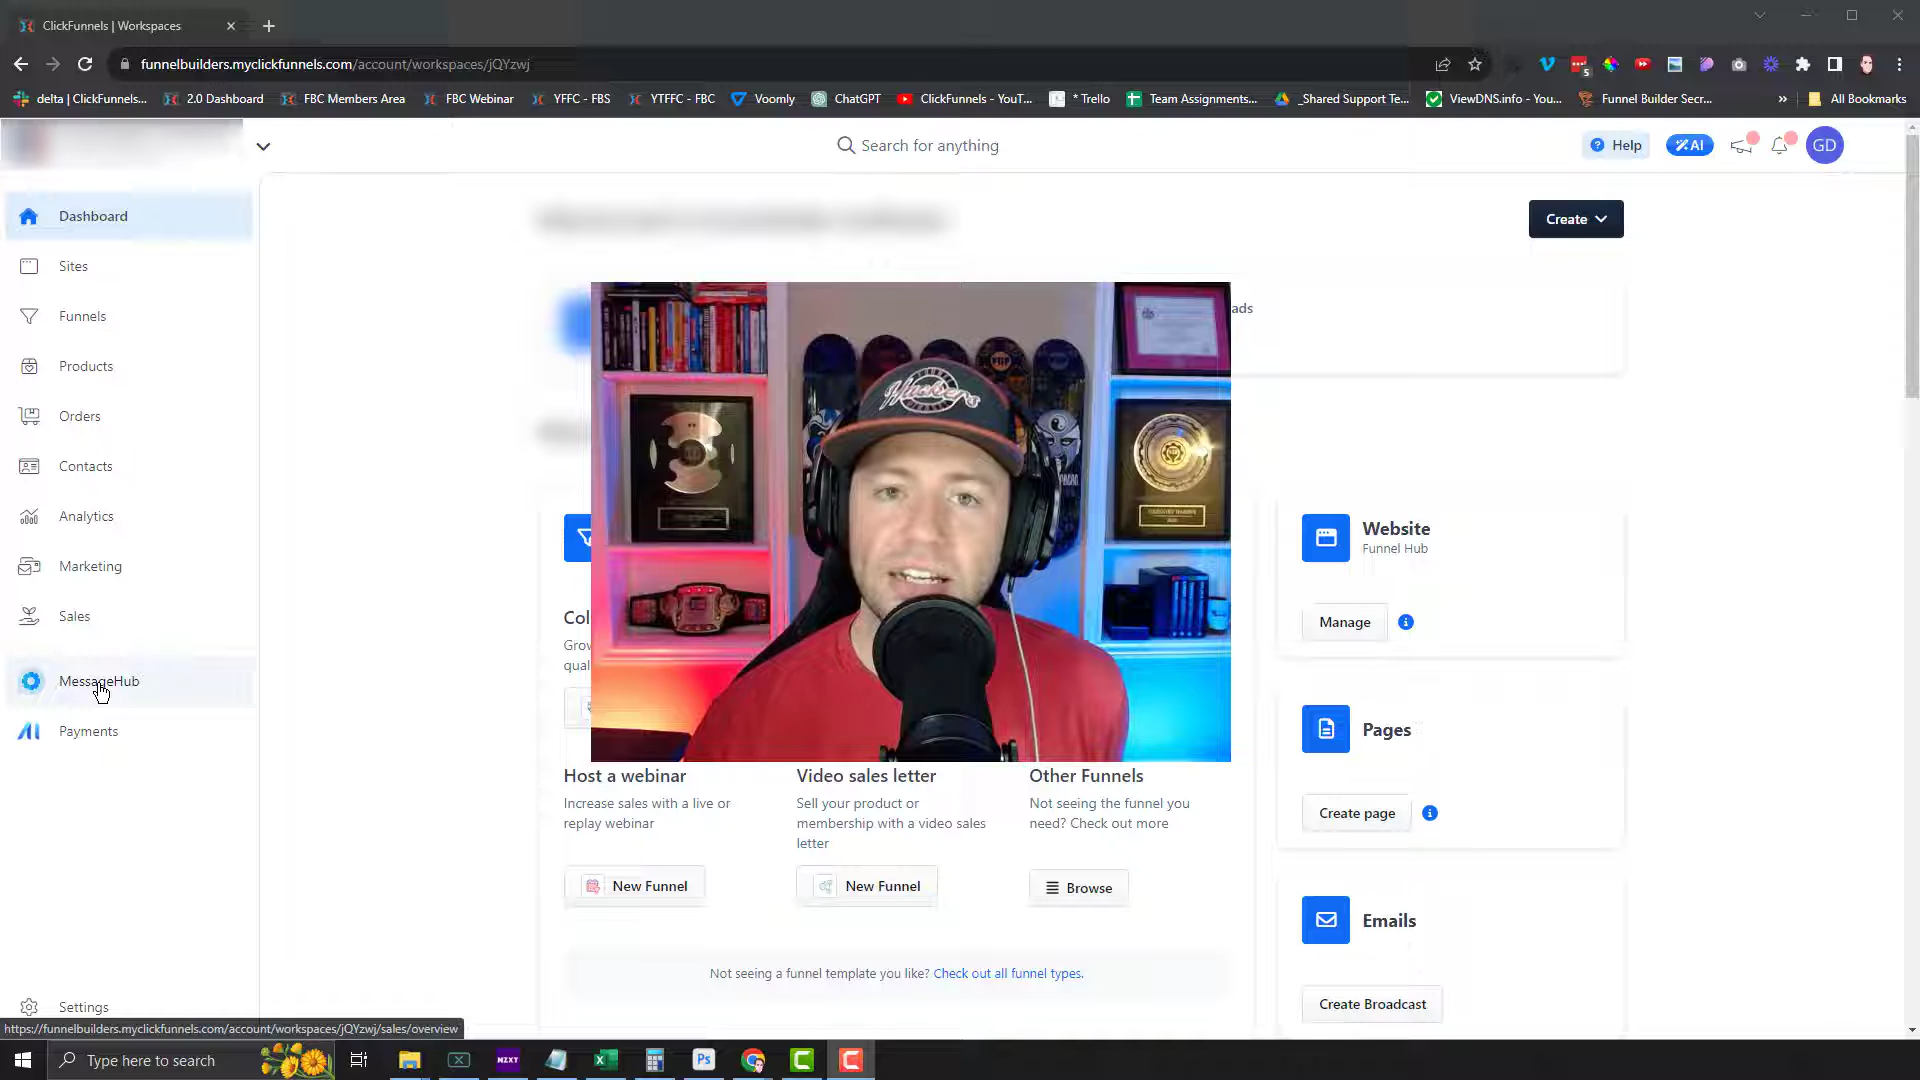 ClickFunnels | Workspaces
funnelbuilders.myclickfunnels.com/account/workspaces/jQYzwj
5
delta | ClickFunnels...
2.0 Dashboard
FBC Members Area
FBC Webinar
YFFC - FBS
YTFFC - FBC
Voomly
ChatGPT
ClickFunnels - YouT...
* Trello
Team Assignments...
_Shared Support Te...
ViewDNS.info - You...
Funnel Builder Secr...
»
All Bookmarks
Search for anything
Help
AI
GD
Dashboard
Sites
Funnels
Products
Orders
Contacts
Analytics
Marketing
Sales
MessageHub
Payments
Settings
Create
ads
Hackers
Col
Grov
quali
Host a webinar
Increase sales with a live or
replay webinar
New Funnel
Video sales letter
Sell your product or
membership with a video sales
letter
New Funnel
Other Funnels
Not seeing the funnel you
need? Check out more
Browse
Not seeing a funnel template you like? Check out all funnel types.
Website
Funnel Hub
Manage
Pages
Create page
Emails
Create Broadcast
https://funnelbuilders.myclickfunnels.com/account/workspaces/jQYzwj/sales/overview
Type here to search
NZXT
Ps